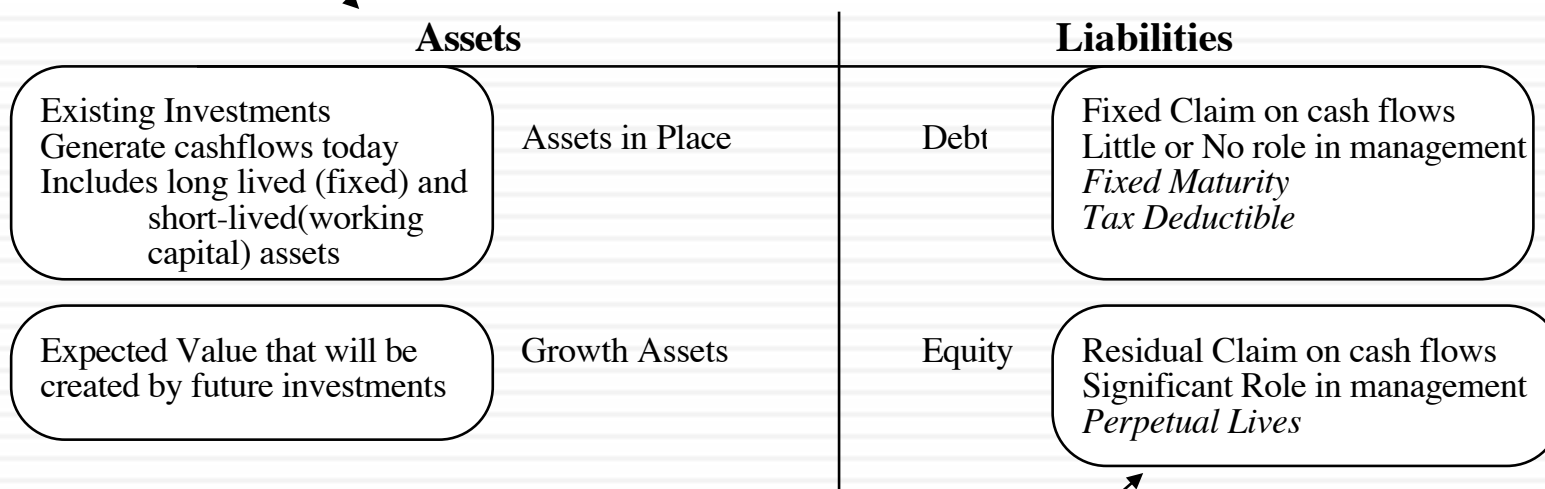 Assets
Liabilities
Existing Investments
Generate cashflows today
Includes long lived (fixed) and
short-lived(working
capital) assets
Assets in Place
Debt
Fixed Claim on cash flows
Little or No role in management
Fixed Maturity
Tax Deductible
Expected Value that will be
created by future investments
Growth Assets
Equity
Residual Claim on cash flows
Significant Role in management
Perpetual Lives